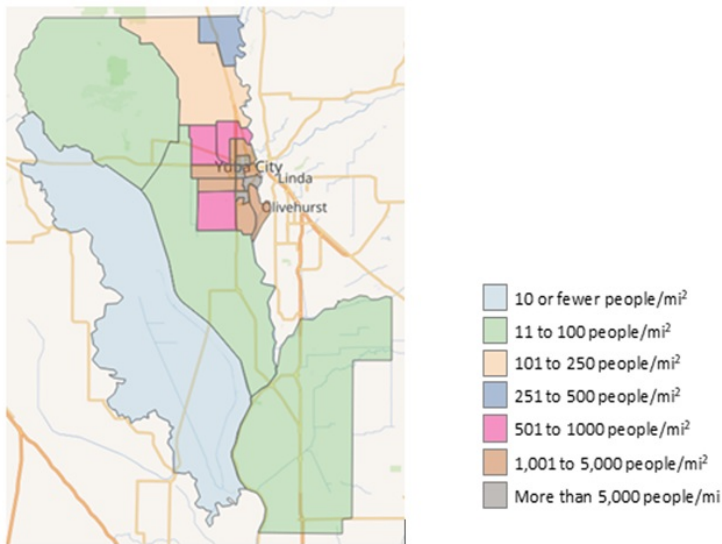 Yuba City
Linda
Olivehurst
10 or fewer people/mi²
11 to 100 people/mi²
101 to 250 people/mi²
251 to 500 people/mi²
501 to 1000 people/mi²
1,001 to 5,000 people/mi²
More than 5,000 people/mi